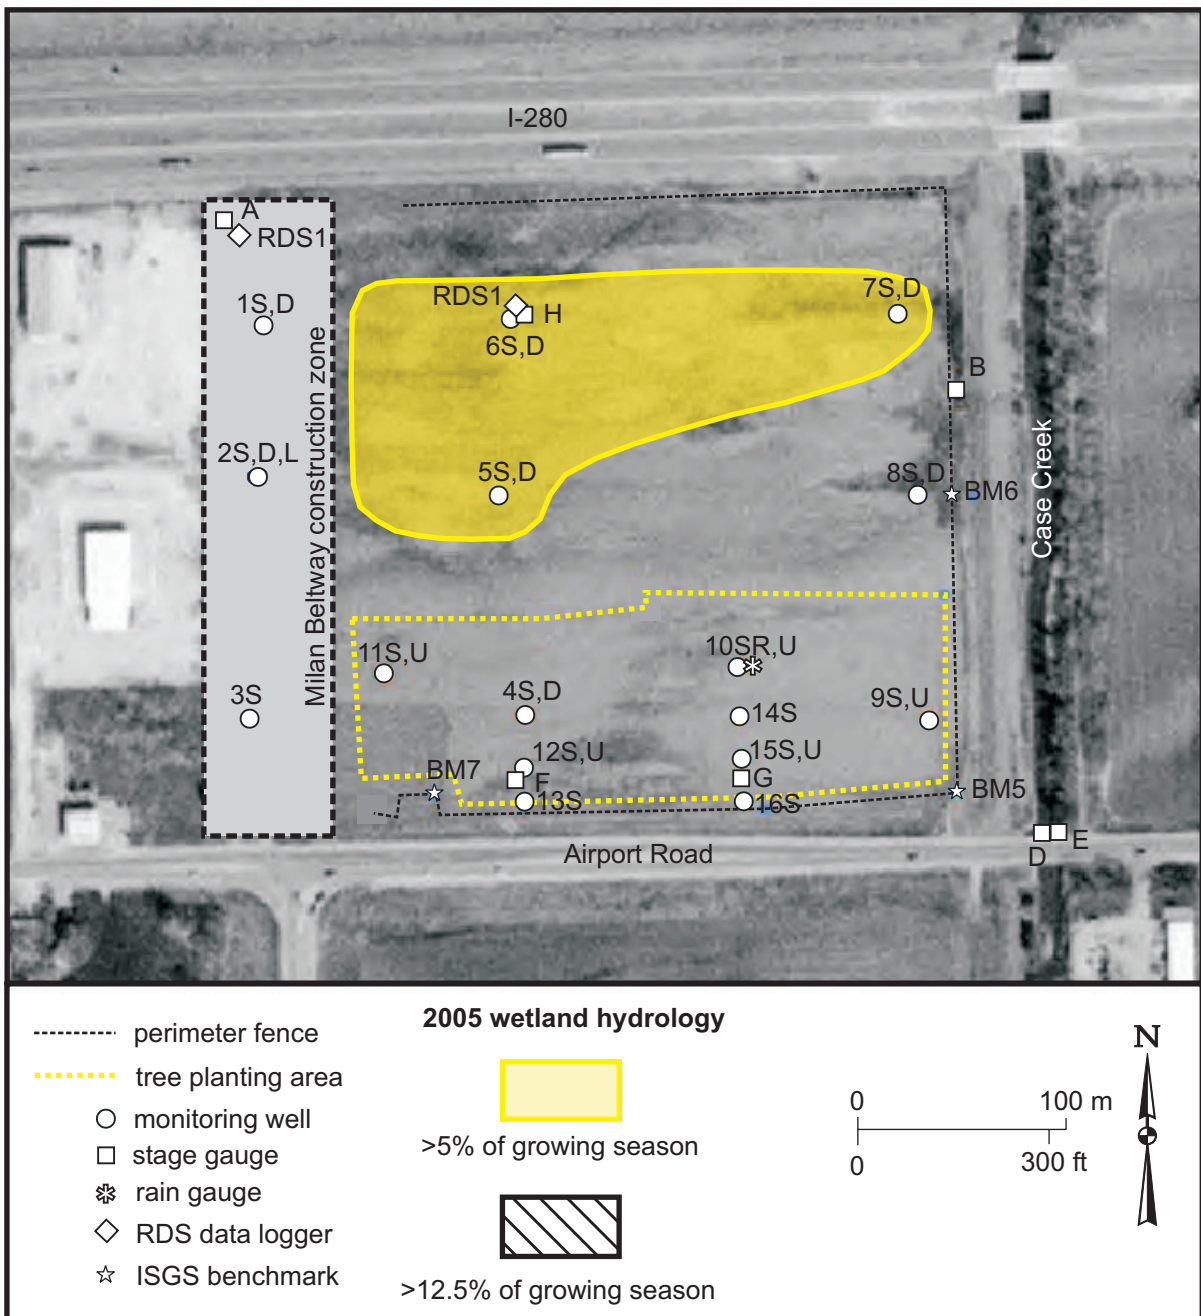 I-280
A
RDS1
1S,D
RDS1
H
6S,D
7S,D
B
2S,D,L
5S,D
8S,D
BM6
Milan Beltway construction zone
Case Creek
11S,U
10SR,U
3S
4S,D
14S
9S,U
12S,U
15S,U
BM7
F
G
BM5
13S
16S
Airport Road
D
E
perimeter fence
tree planting area
monitoring well
stage gauge
rain gauge
RDS data logger
ISGS benchmark
2005 wetland hydrology
>5% of growing season
>12.5% of growing season
0 100 m
0 300 ft
N